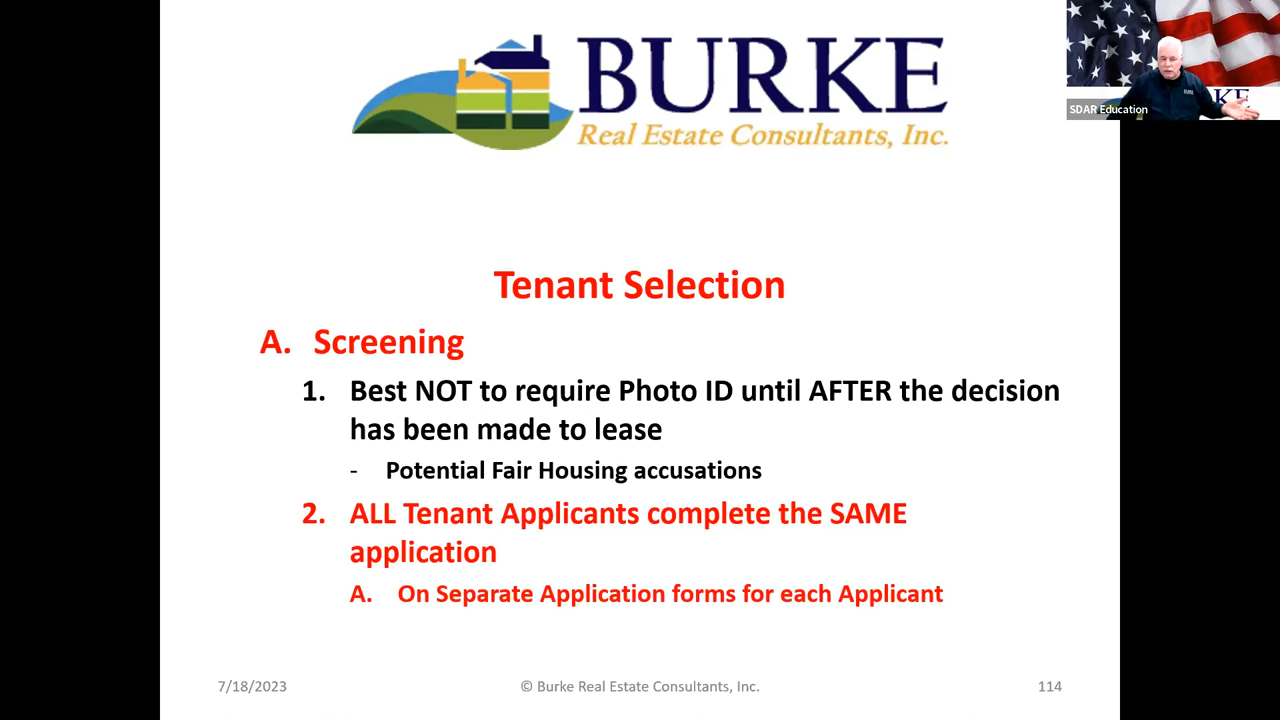 BURKE
Real Estate Consultants, Inc.
SDAR Education
Tenant Selection
A. Screening
1. Best NOT to require Photo ID until AFTER the decision
has been made to lease
- Potential Fair Housing accusations
2. ALL Tenant Applicants complete the SAME
application
A. On Separate Application forms for each Applicant
7/18/2023
© Burke Real Estate Consultants, Inc.
114